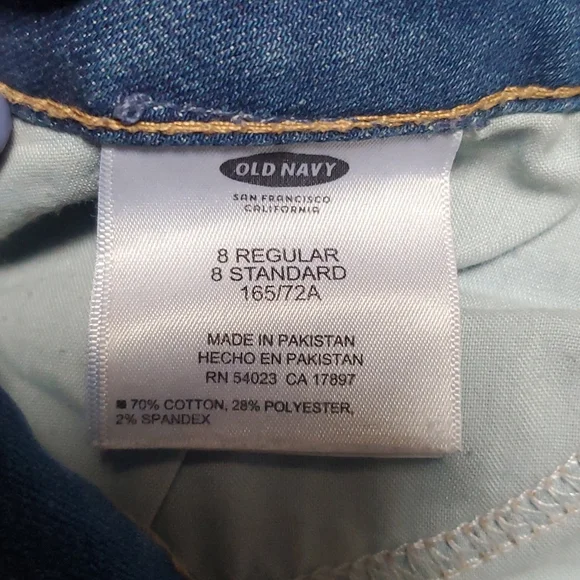 OLD NAVY
SAN FRANCISCO
CALIFORNIA
8 REGULAR
8 STANDARD
165/72A
MADE IN PAKISTAN
HECHO EN PAKISTAN
RN 54023 CA 17897
70% COTTON, 28% POLYESTER,
2% SPANDEX